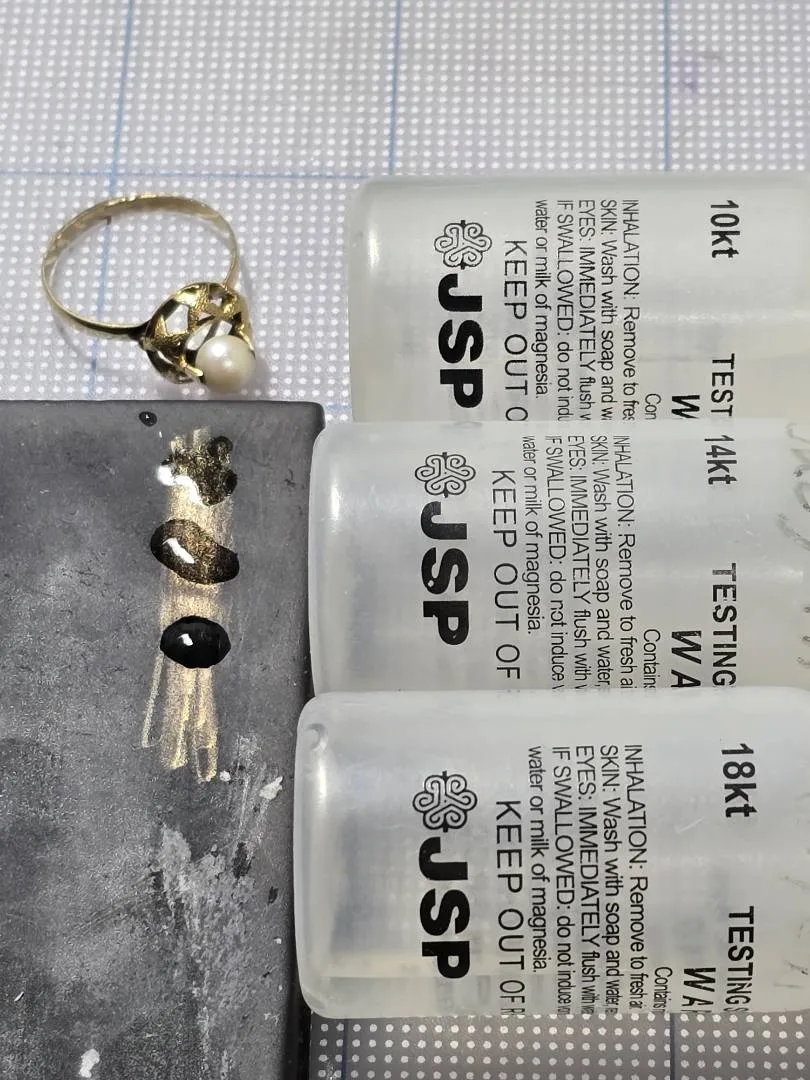 10kt TEST
W
Con
INHALATION: Remove to
SKIN: Wash with soap and
EYES: IMMEDIATELY flush
IF SWALLOWED: do not
water or milk of magnesia.
KEEP OUT
JSP
14kt TESTING
WA
Contains
INHALATION: Remove to fresh
SKIN: Wash with soap and water,
EYES: IMMEDIATELY flush with
IF SWALLOWED: do not induce
water or milk of magnesia.
KEEP OUT OF
JSP
18kt TESTING
WA
Contains
INHALATION: Remove to fresh
SKIN: Wash with soap and water,
EYES: IMMEDIATELY flush with
IF SWALLOWED: do not induce
water or milk of magnesia.
KEEP OUT OF
JSP